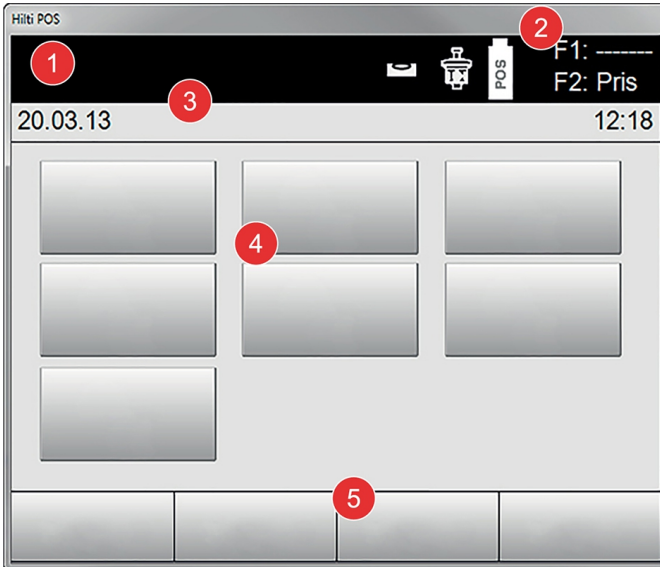 Hilti POS
2
1
F1: -------
POS
F2: Pris
3
20.03.13
12:18
4
5